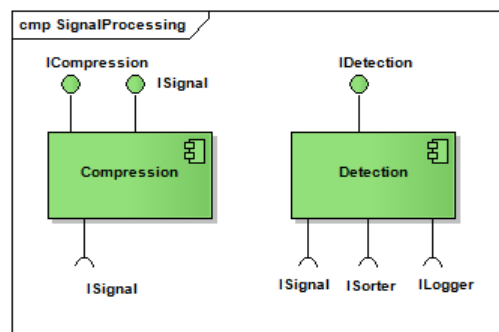 cmp SignalProcessing
ICompression
ISignal
IDetection
Compression
Detection
ISignal
ISignal
ISorter
ILogger